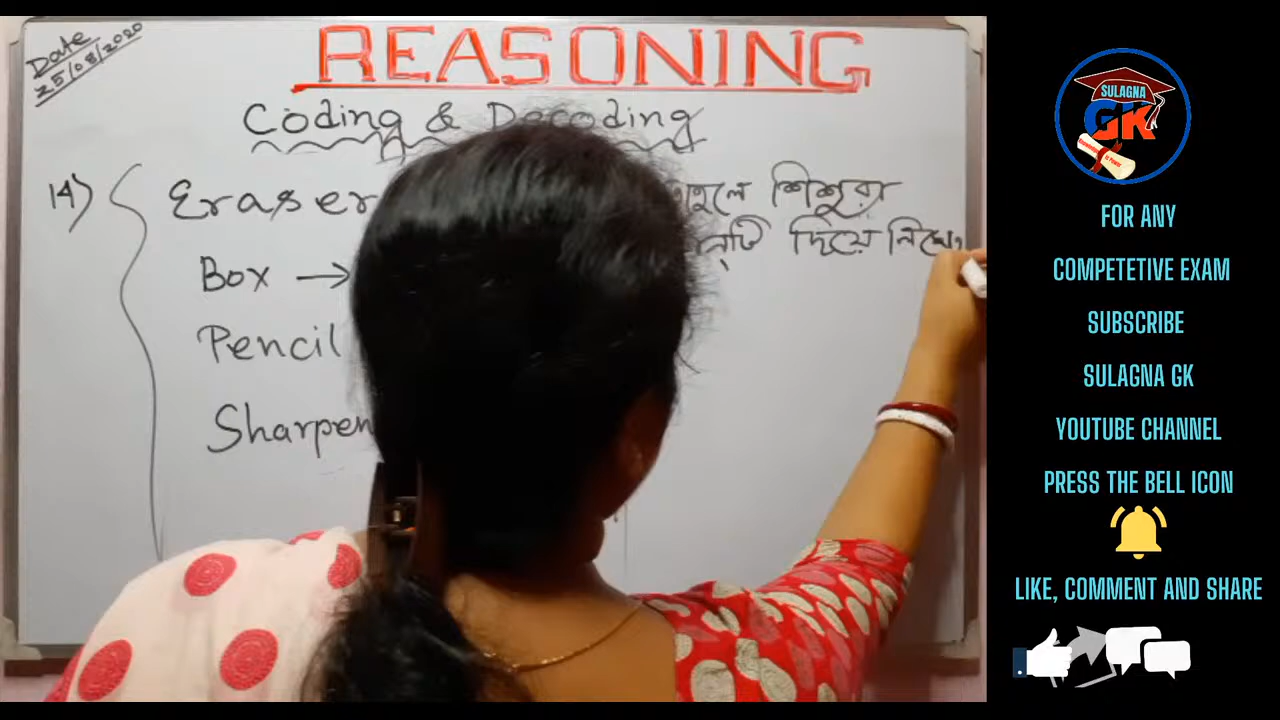 Date
25/08/2020
REASONING
Coding & Decoding
14) Eraser তাহলে শিশুরা
দিয়ে লিখে
Box →
Pencil
Sharpen
SULAGNA
GK
FOR ANY
COMPETETIVE EXAM
SUBSCRIBE
SULAGNA GK
YOUTUBE CHANNEL
PRESS THE BELL ICON
LIKE, COMMENT AND SHARE